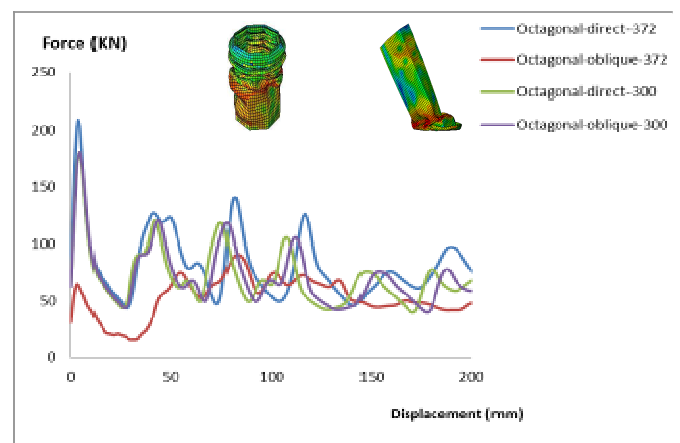 Force (KN)
250
200
150
100
50
0
0 50 100 150 200
Displacement (mm)
Octagonal-direct-372
Octagonal-oblique-372
Octagonal-direct-300
Octagonal-oblique-300